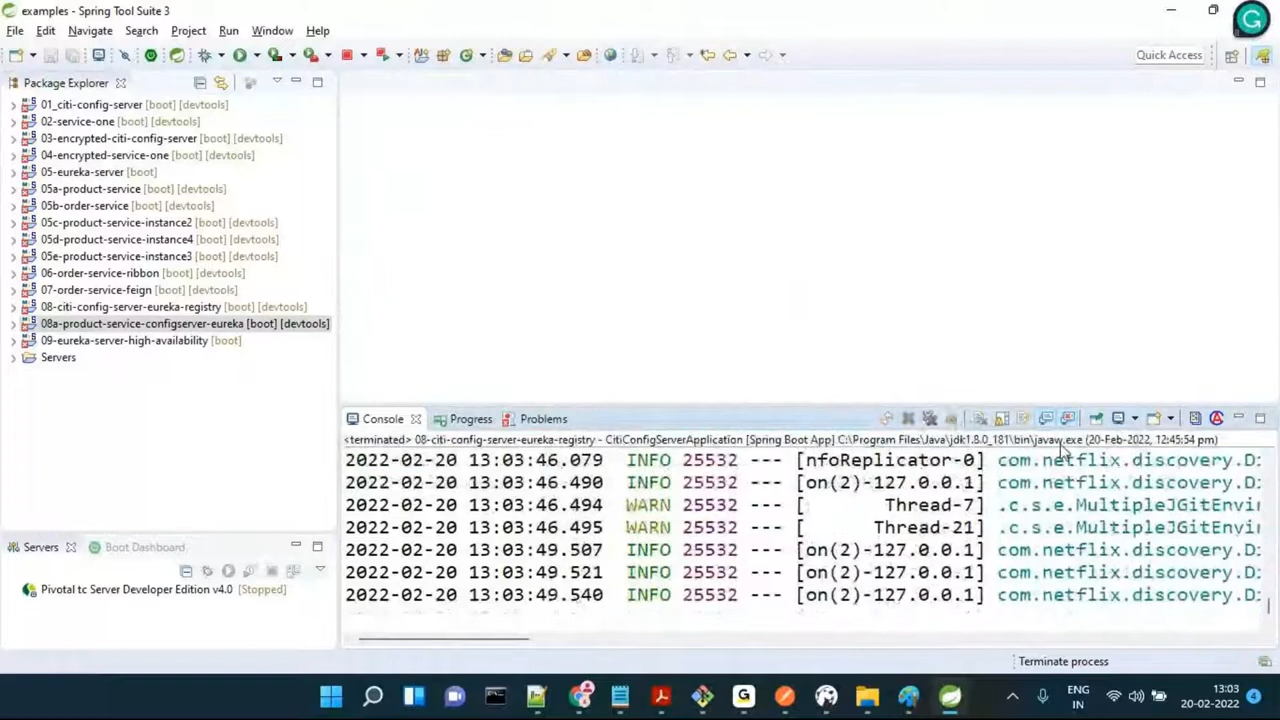 examples - Spring Tool Suite 3
File Edit Navigate Search Project Run Window Help
Quick Access
Package Explorer
01_citi-config-server [boot] [devtools]
02-service-one [boot] [devtools]
03-encrypted-citi-config-server [boot] [devtools]
04-encrypted-service-one [boot] [devtools]
05-eureka-server [boot]
05a-product-service [boot] [devtools]
05b-order-service [boot] [devtools]
05c-product-service-instance2 [boot] [devtools]
05d-product-service-instance4 [boot] [devtools]
05e-product-service-instance3 [boot] [devtools]
06-order-service-ribbon [boot] [devtools]
07-order-service-feign [boot] [devtools]
08-citi-config-server-eureka-registry [boot] [devtools]
08a-product-service-configserver-eureka [boot] [devtools]
09-eureka-server-high-availability [boot]
Servers
Console Progress Problems
<terminated> 08-citi-config-server-eureka-registry - CitiConfigServerApplication [Spring Boot App] C:\Program Files\Java\jdk1.8.0_181\bin\javaw.exe (20-Feb-2022, 12:45:54 pm)
2022-02-20 13:03:46.079 INFO 25532 --- [nfoReplicator-0] com.netflix.discovery.D:
2022-02-20 13:03:46.490 INFO 25532 --- [on(2)-127.0.0.1] com.netflix.discovery.D:
2022-02-20 13:03:46.494 WARN 25532 --- [ Thread-7] .c.s.e.MultipleJGitEnvi
2022-02-20 13:03:46.495 WARN 25532 --- [ Thread-21] .c.s.e.MultipleJGitEnvi
2022-02-20 13:03:49.507 INFO 25532 --- [on(2)-127.0.0.1] com.netflix.discovery.D:
2022-02-20 13:03:49.521 INFO 25532 --- [on(2)-127.0.0.1] com.netflix.discovery.D:
2022-02-20 13:03:49.540 INFO 25532 --- [on(2)-127.0.0.1] com.netflix.discovery.D:
Servers Boot Dashboard
Pivotal tc Server Developer Edition v4.0 [Stopped]
Terminate process
ENG
IN
13:03
20-02-2022